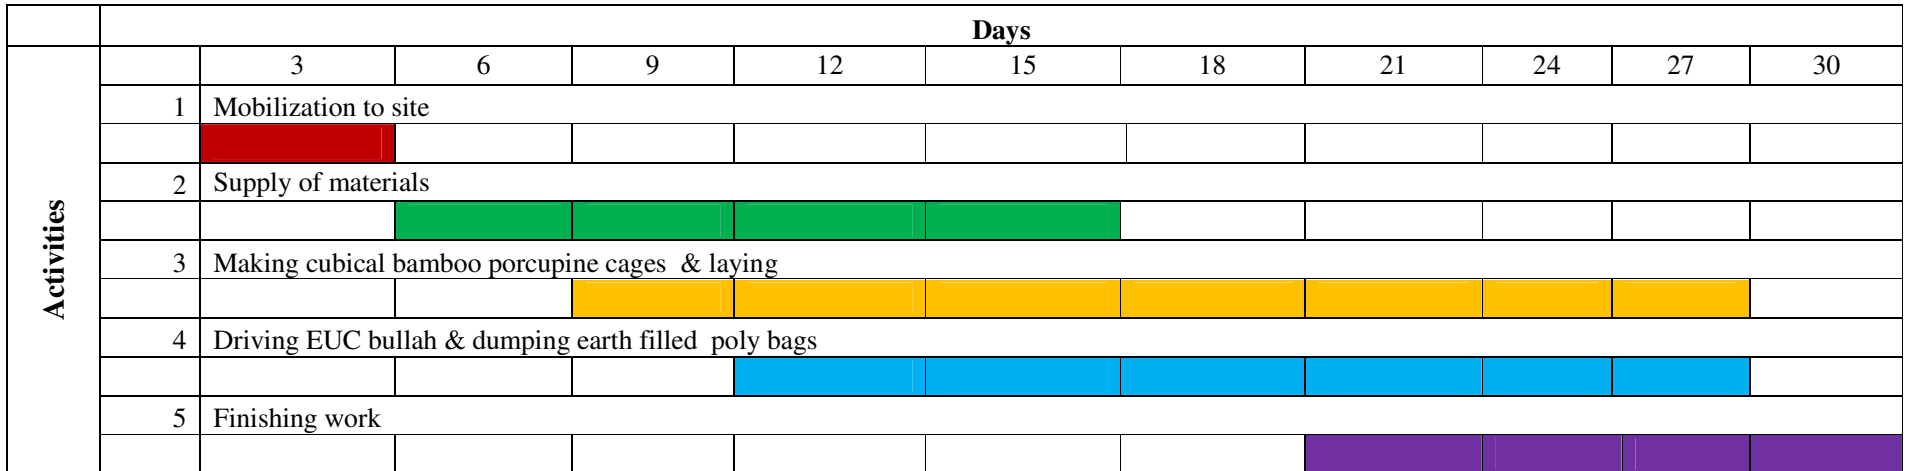 Days
3 6 9 12 15 18 21 24 27 30
Activities
1 Mobilization to site
2 Supply of materials
3 Making cubical bamboo porcupine cages & laying
4 Driving EUC bullah & dumping earth filled poly bags
5 Finishing work